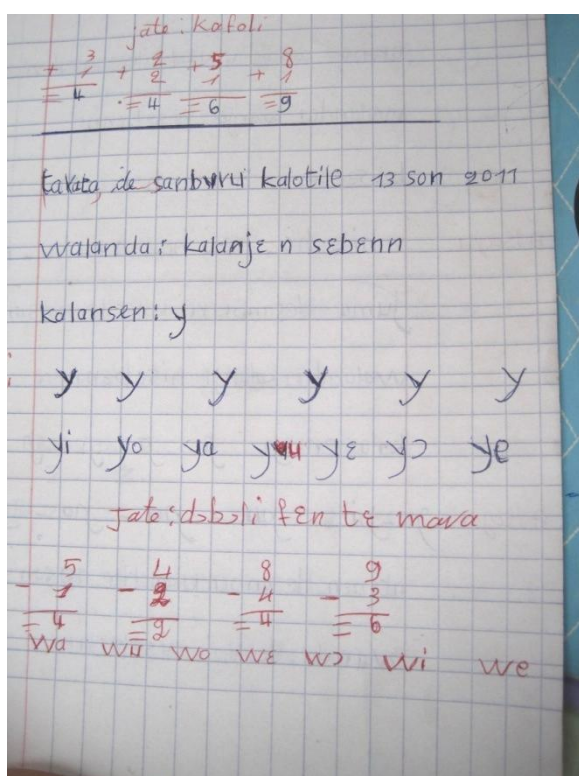 jate : kafoli
3 2 5 8
+ 1 + 2 + 1 + 1
= 4 = 4 = 6 = 9
takata de sanburu kalotile 13 son 2011
walanda : kalanjɛ n sɛbɛnn
kalansen : y
y y y y y y
yi yo ya yu yɛ yɔ ye
Jate : dɔbɔli fɛn tɛ mava
5 4 8 9
- 1 - 2 - 4 - 3
= 4 = 2 = 4 = 6
wa wu wo wɛ wɔ wi we